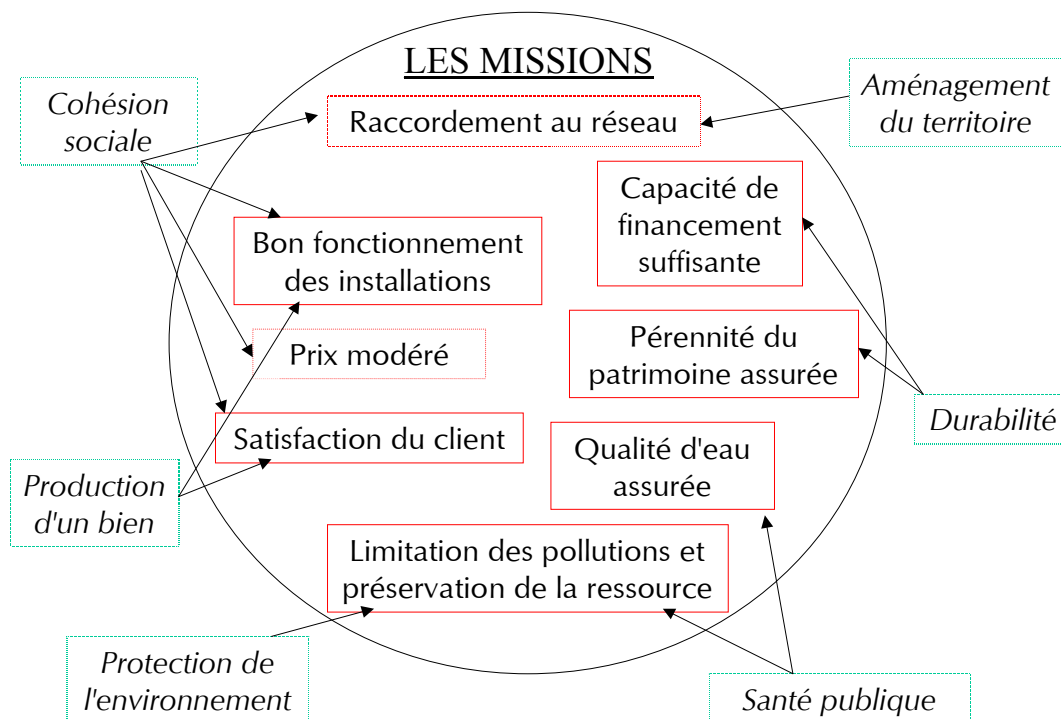 LES MISSIONS
Cohésion
sociale
Raccordement au réseau
Aménagement
du territoire
Capacité de
financement
suffisante
Bon fonctionnement
des installations
Prix modéré
Pérennité du
patrimoine assurée
Satisfaction du client
Durabilité
Qualité d'eau
assurée
Production
d'un bien
Limitation des pollutions et
préservation de la ressource
Protection de
l'environnement
Santé publique